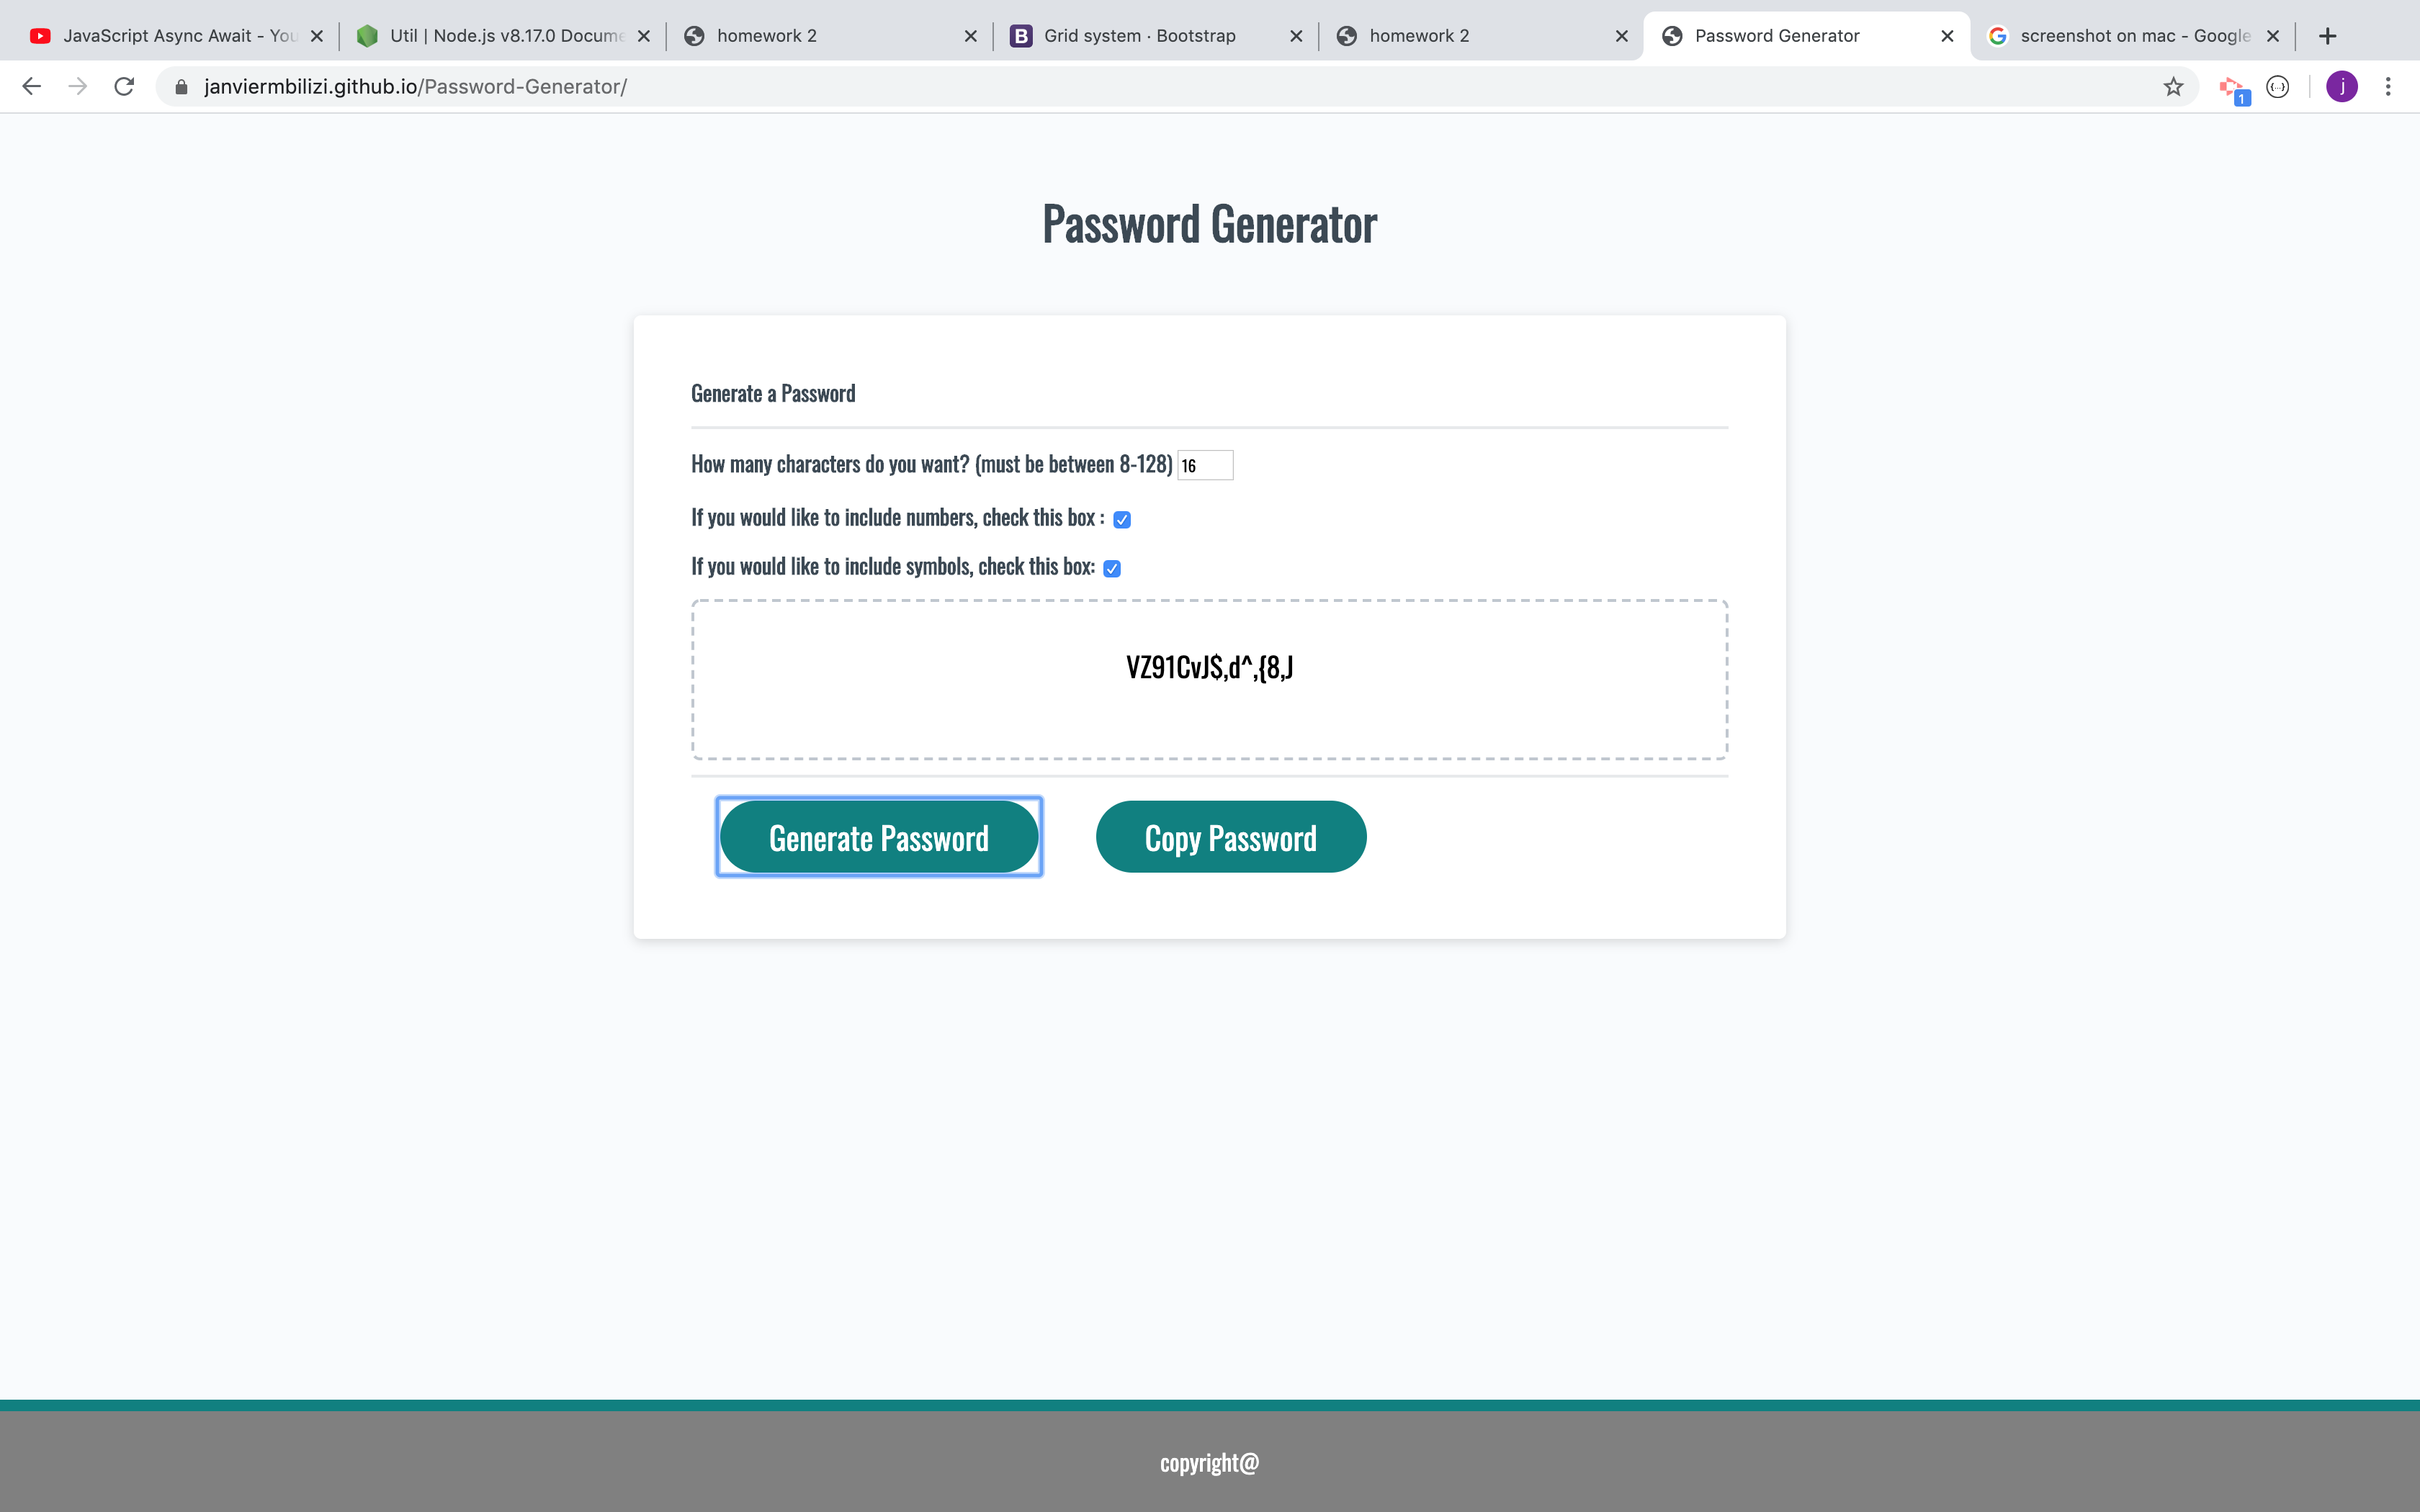 JavaScript Async Await - You
Util | Node.js v8.17.0 Docume
homework 2
B Grid system · Bootstrap
homework 2
Password Generator
screenshot on mac - Google
janviermbilizi.github.io/Password-Generator/
1
j
Password Generator
Generate a Password
How many characters do you want? (must be between 8-128) 16
If you would like to include numbers, check this box :
If you would like to include symbols, check this box:
VZ91CvJ$,d^,{8,J
Generate Password
Copy Password
copyright@